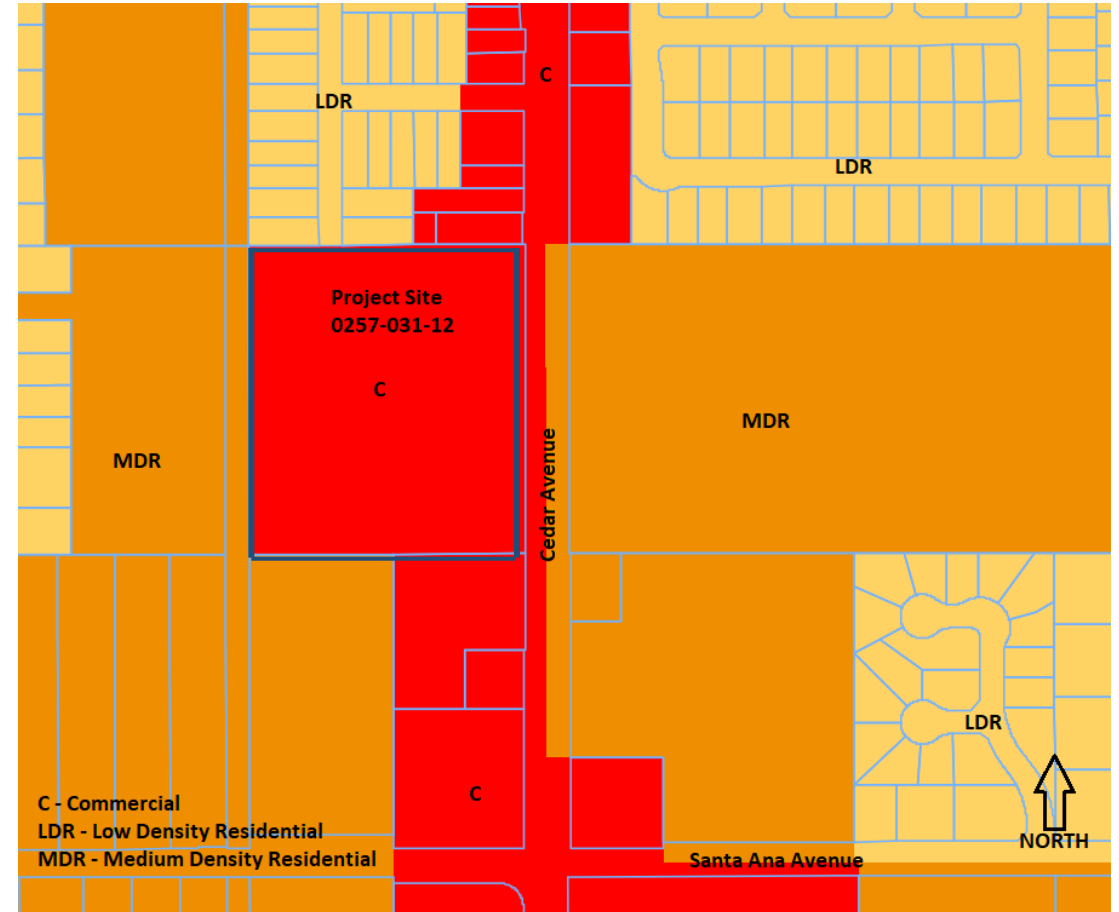 C
LDR
LDR
Project Site
0257-031-12
C
MDR
MDR
Cedar Avenue
LDR
C
C - Commercial
LDR - Low Density Residential
MDR - Medium Density Residential
NORTH
Santa Ana Avenue